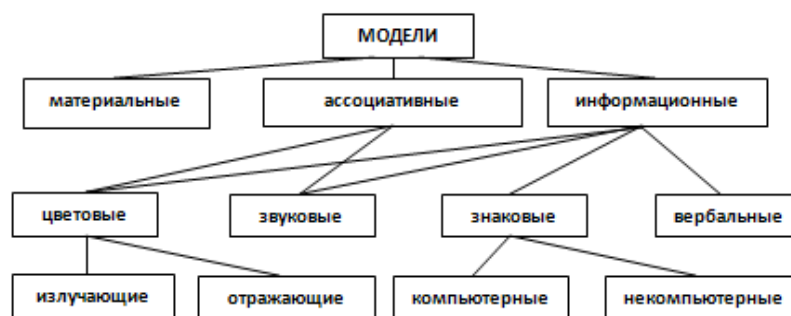 МОДЕЛИ
материальные
ассоциативные
информационные
цветовые
звуковые
знаковые
вербальные
излучающие
отражающие
компьютерные
некомпьютерные